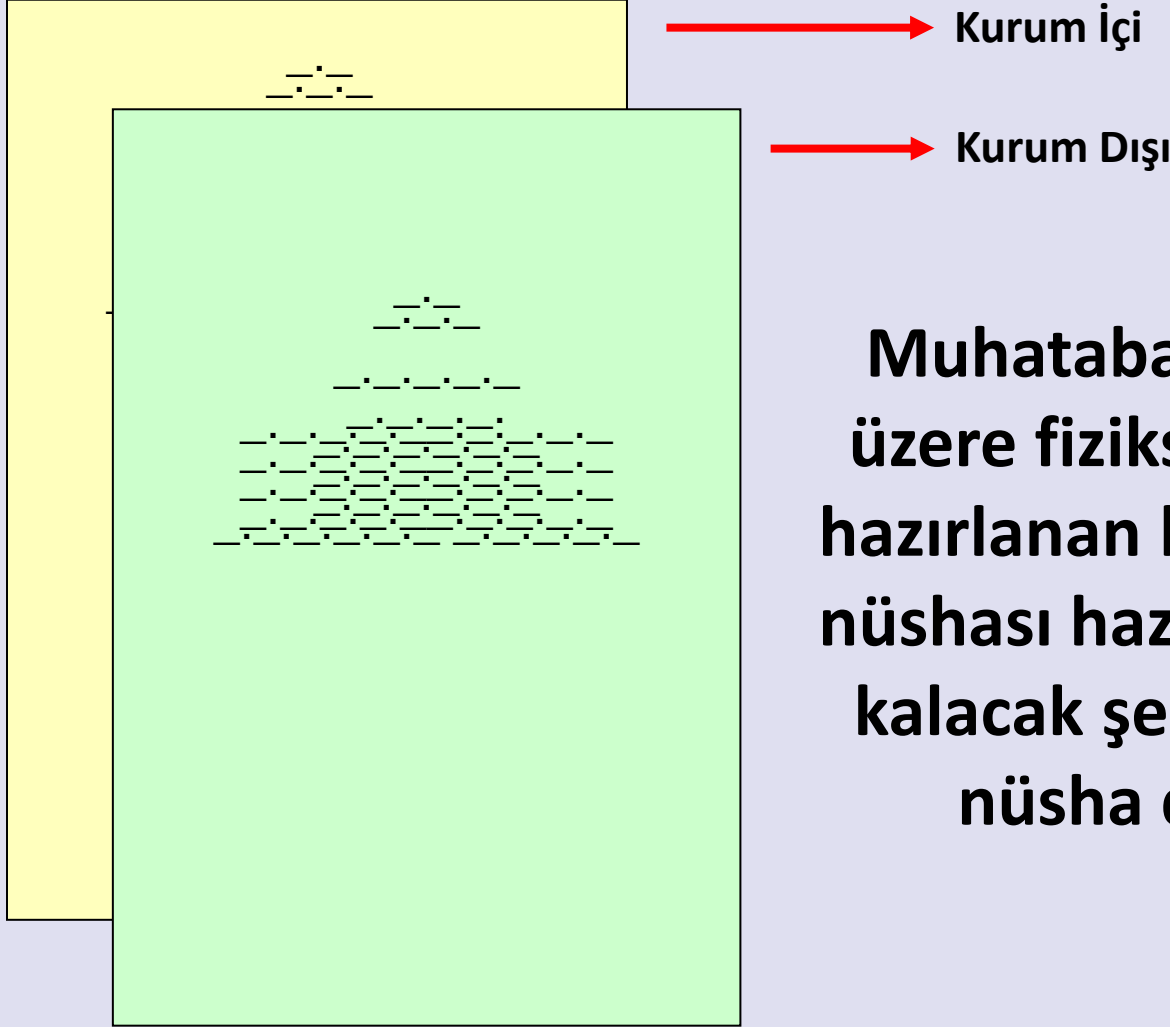 Kurum İçi
Kurum Dışı
Muhataba
üzere fiziks
hazırlanan
nüshası haz
kalacak şe
nüsha